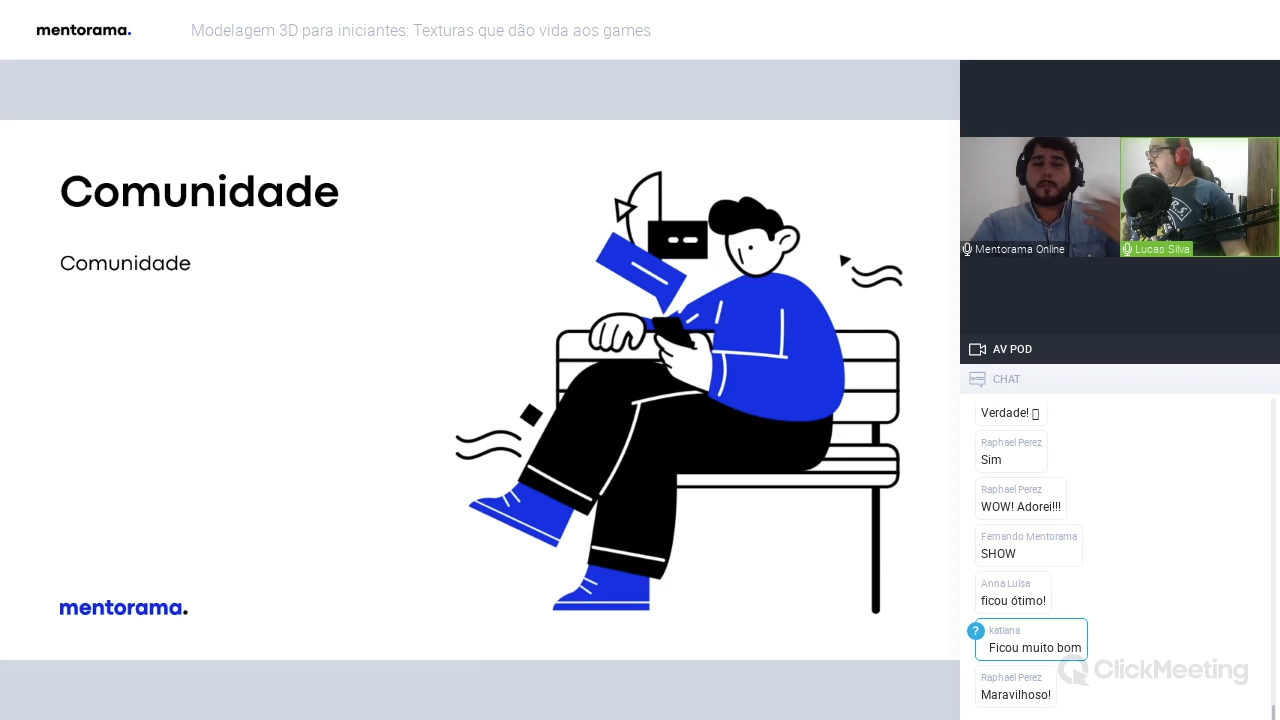 mentorama.
Modelagem 3D para iniciantes: Texturas que dão vida aos games
Comunidade
Comunidade
mentorama.
Mentorama Online
Lucas Silva
AV POD
CHAT
Verdade!
Raphael Perez
Sim
Raphael Perez
WOW! Adorei!!!
Fernando Mentorama
SHOW
Anna Luísa
ficou ótimo!
?
katiana
Ficou muito bom
ClickMeeting
Raphael Perez
Maravilhoso!